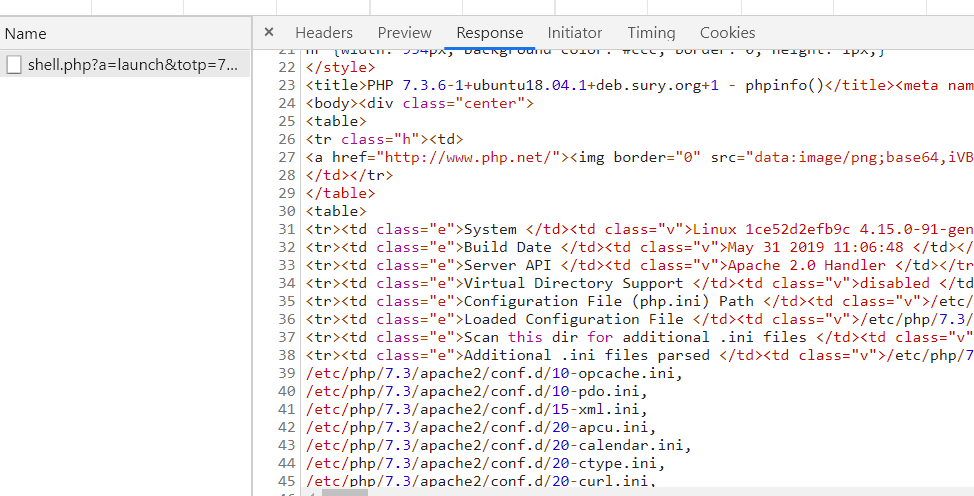 Name
shell.php?a=launch&totp=7...
× Headers Preview Response Initiator Timing Cookies
21 hr {width: 934px; background-color: #ccc; border: 0; height: 1px;}
22 </style>
23 <title>PHP 7.3.6-1+ubuntu18.04.1+deb.sury.org+1 - phpinfo()</title><meta nam
24 <body><div class="center">
25 <table>
26 <tr class="h"><td>
27 <a href="http://www.php.net/"><img border="0" src="data:image/png;base64,iVB
28 </td></tr>
29 </table>
30 <table>
31 <tr><td class="e">System </td><td class="v">Linux 1ce52d2efb9c 4.15.0-91-gen
32 <tr><td class="e">Build Date </td><td class="v">May 31 2019 11:06:48 </td></
33 <tr><td class="e">Server API </td><td class="v">Apache 2.0 Handler </td></tr
34 <tr><td class="e">Virtual Directory Support </td><td class="v">disabled </td
35 <tr><td class="e">Configuration File (php.ini) Path </td><td class="v">/etc/
36 <tr><td class="e">Loaded Configuration File </td><td class="v">/etc/php/7.3/
37 <tr><td class="e">Scan this dir for additional .ini files </td><td class="v"
38 <tr><td class="e">Additional .ini files parsed </td><td class="v">/etc/php/7
39 /etc/php/7.3/apache2/conf.d/10-opcache.ini,
40 /etc/php/7.3/apache2/conf.d/10-pdo.ini,
41 /etc/php/7.3/apache2/conf.d/15-xml.ini,
42 /etc/php/7.3/apache2/conf.d/20-apcu.ini,
43 /etc/php/7.3/apache2/conf.d/20-calendar.ini,
44 /etc/php/7.3/apache2/conf.d/20-ctype.ini,
45 /etc/php/7.3/apache2/conf.d/20-curl.ini,